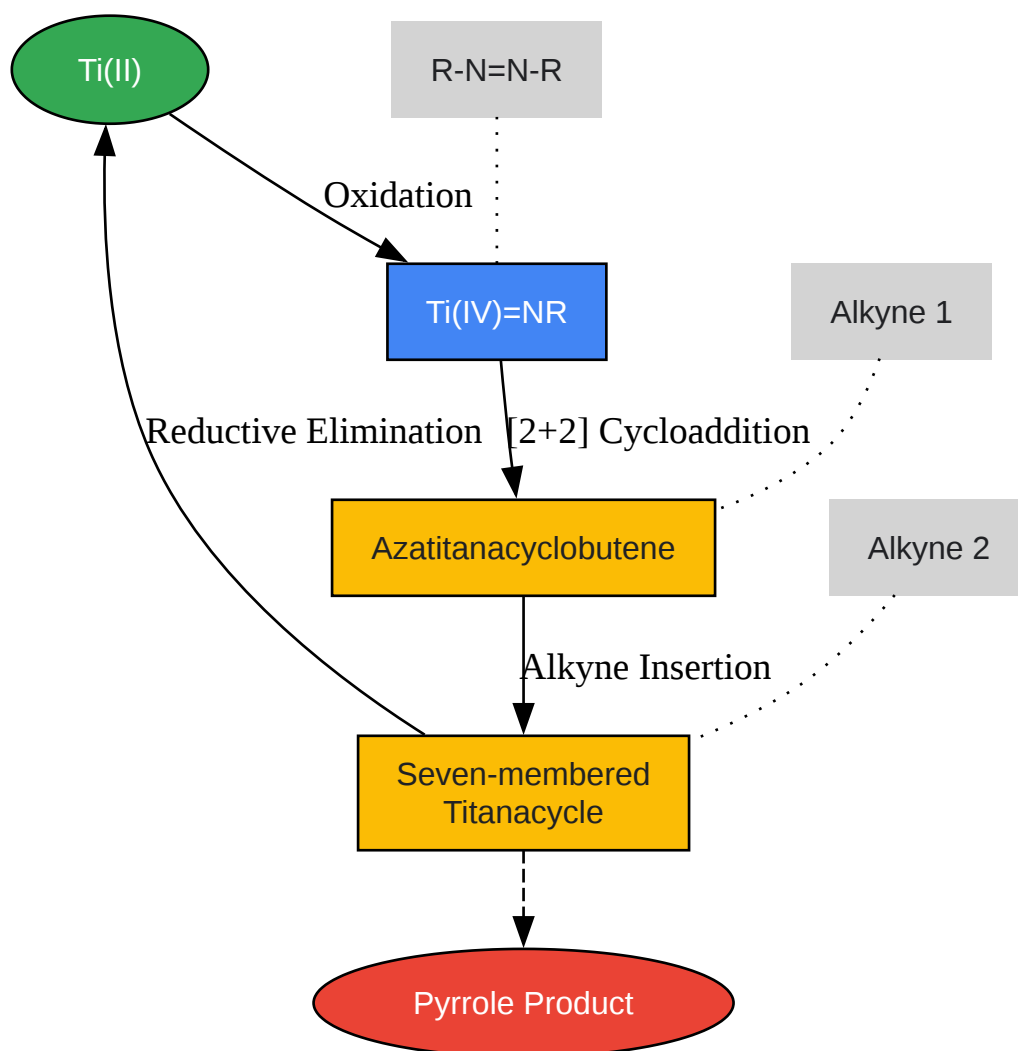 Ti(II)
R-N=N-R
Oxidation
Ti(IV)=NR
Alkyne 1
Reductive Elimination
[2+2] Cycloaddition
Azatitanacyclobutene
Alkyne 2
Alkyne Insertion
Seven-membered
Titanacycle
Pyrrole Product